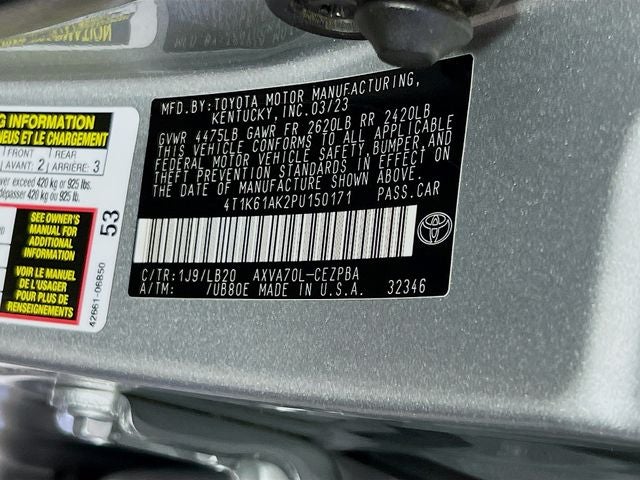 MFD.BY: TOYOTA MOTOR MANUFACTURING,
KENTUCKY, INC. 03/23
GVWR 4475LB GAWR FR 2620LB RR 2420LB
THIS VEHICLE CONFORMS TO ALL APPLICABLE
FEDERAL MOTOR VEHICLE SAFETY, BUMPER, AND
THEFT PREVENTION STANDARDS IN EFFECT ON
THE DATE OF MANUFACTURE SHOWN ABOVE.
4T1K61AK2PU150171 PASS.CAR
C/TR: 1J9/LB20 AXVA70L-CEZPBA
A/TM: /UB80E MADE IN U.S.A. 32346
G INFORMATION
NEUS ET LE CHARGEMENT
FRONT REAR
AVANT: 2 ARRIÈRE: 3
ver exceed 420 kg or 925 lbs.
dépasser 420 kg ou 925 lb.
SEE OWNER'S
MANUAL FOR
ADDITIONAL
INFORMATION
VOIR LE MANUEL
DE L'USAGER
POUR PLUS DE
RENSEIGNEMENTS
53
42661-06B50